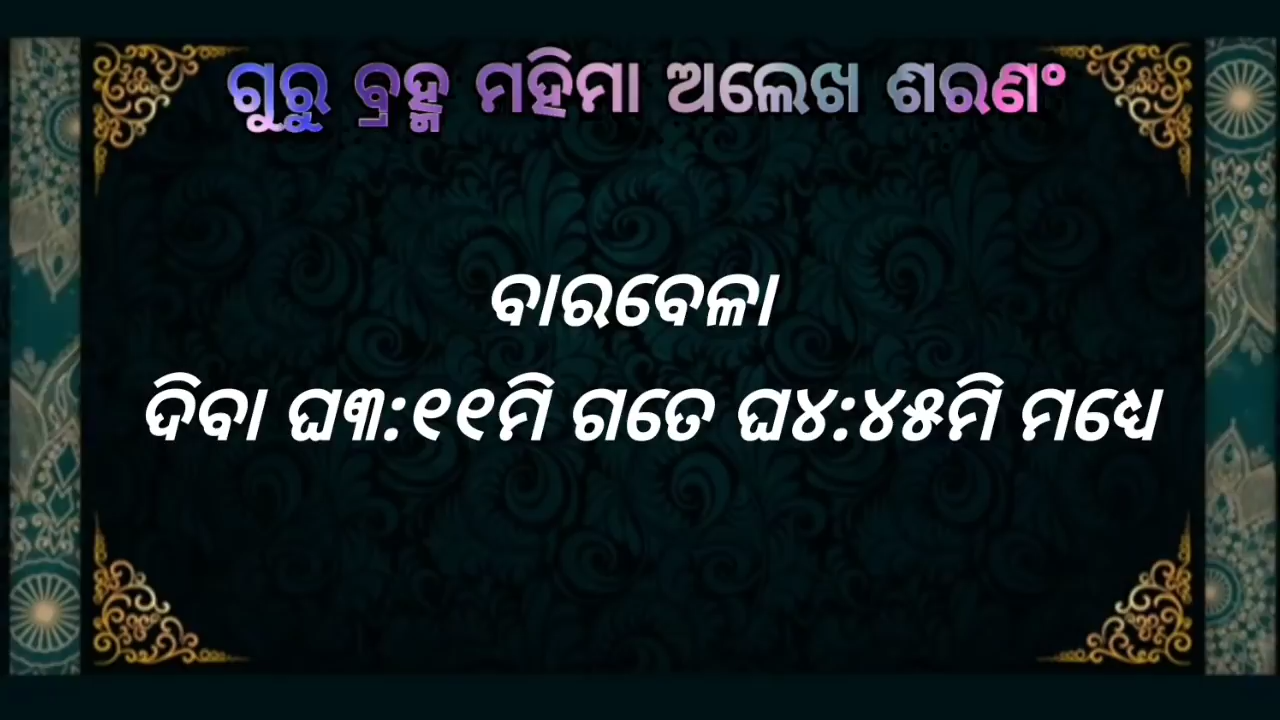 ଗୁରୁ ବ୍ରହ୍ମ ମହିମା ଅଲେଖ ଶରଣଂ
ବାରବେଳା
ଦିବା ଘ୩:୧୧ମି ଗତେ ଘ୪:୪୫ମି ମଧ୍ୟେ